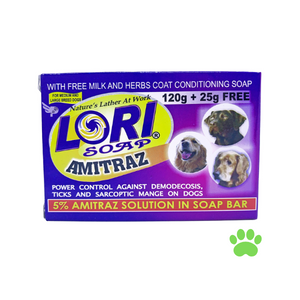 WITH FREE MILK AND HERBS COAT CONDITIONING SOAP
FOR MEDIUM AND
LARGE BREED DOGS
Nature's Lather At Work
120g + 25g FREE
LORI®
SOAP
AMITRAZ
POWER CONTROL AGAINST DEMODECOSIS,
TICKS AND SARCOPTIC MANGE ON DOGS
5% AMITRAZ SOLUTION IN SOAP BAR